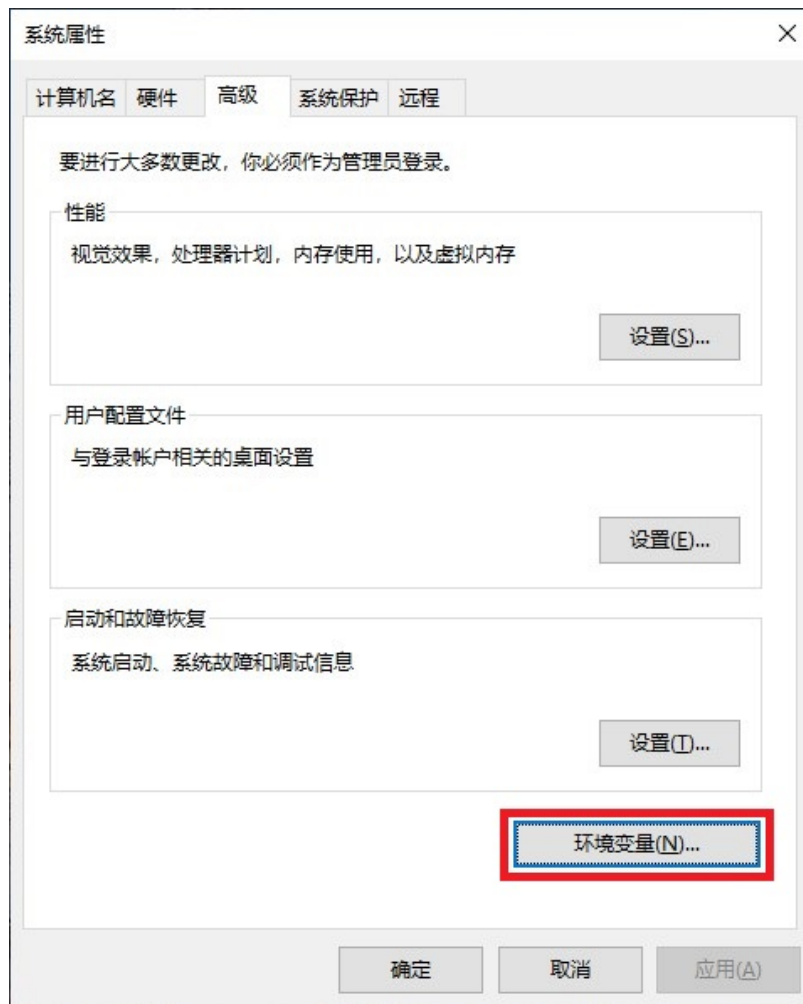 系统属性
计算机名 硬件 高级 系统保护 远程
要进行大多数更改，你必须作为管理员登录。
性能
视觉效果，处理器计划，内存使用，以及虚拟内存
设置(S)...
用户配置文件
与登录帐户相关的桌面设置
设置(E)...
启动和故障恢复
系统启动、系统故障和调试信息
设置(T)...
环境变量(N)...
确定 取消 应用(A)